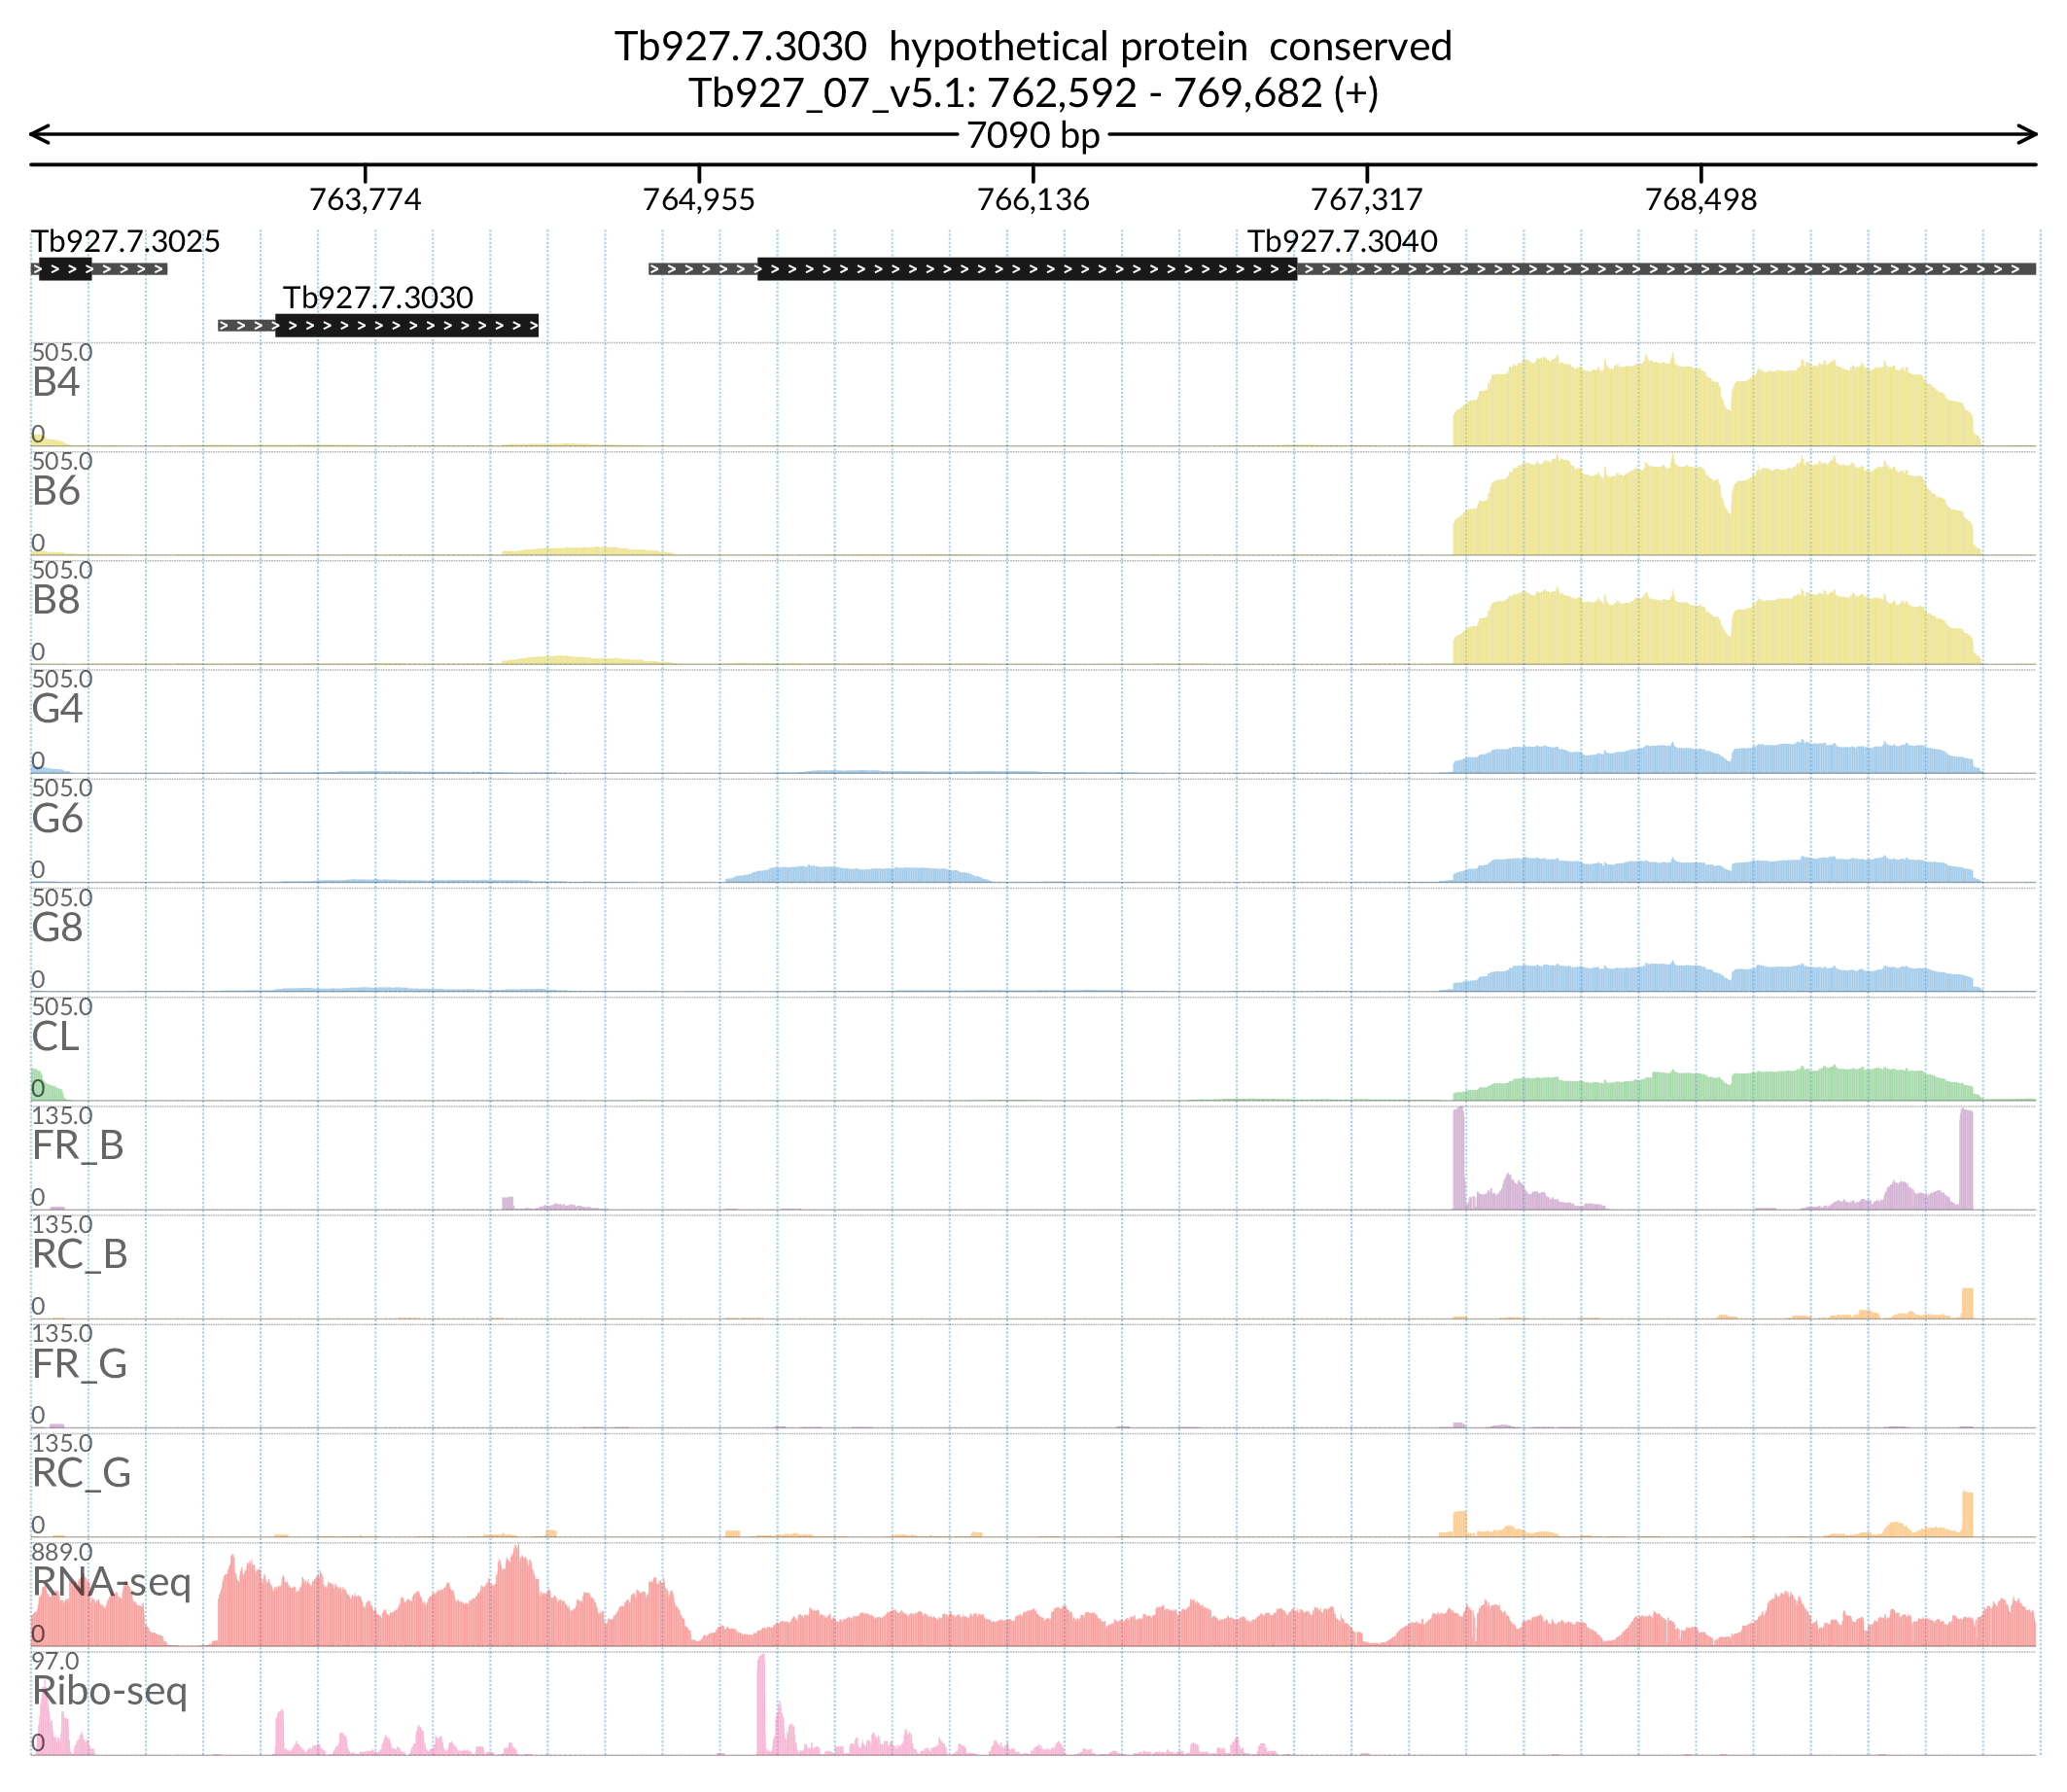 Tb927.7.3030  hypothetical protein  conserved
Tb927_07_v5.1: 762,592 - 769,682 (+)
7090 bp
763,774 764,955 766,136 767,317 768,498
Tb927.7.3025 Tb927.7.3040
Tb927.7.3030
505.0
B4
0
505.0
B6
0
505.0
B8
0
505.0
G4
0
505.0
G6
0
505.0
G8
0
505.0
CL
0
135.0
FR_B
0
135.0
RC_B
0
135.0
FR_G
0
135.0
RC_G
0
889.0
RNA-seq
0
97.0
Ribo-seq
0